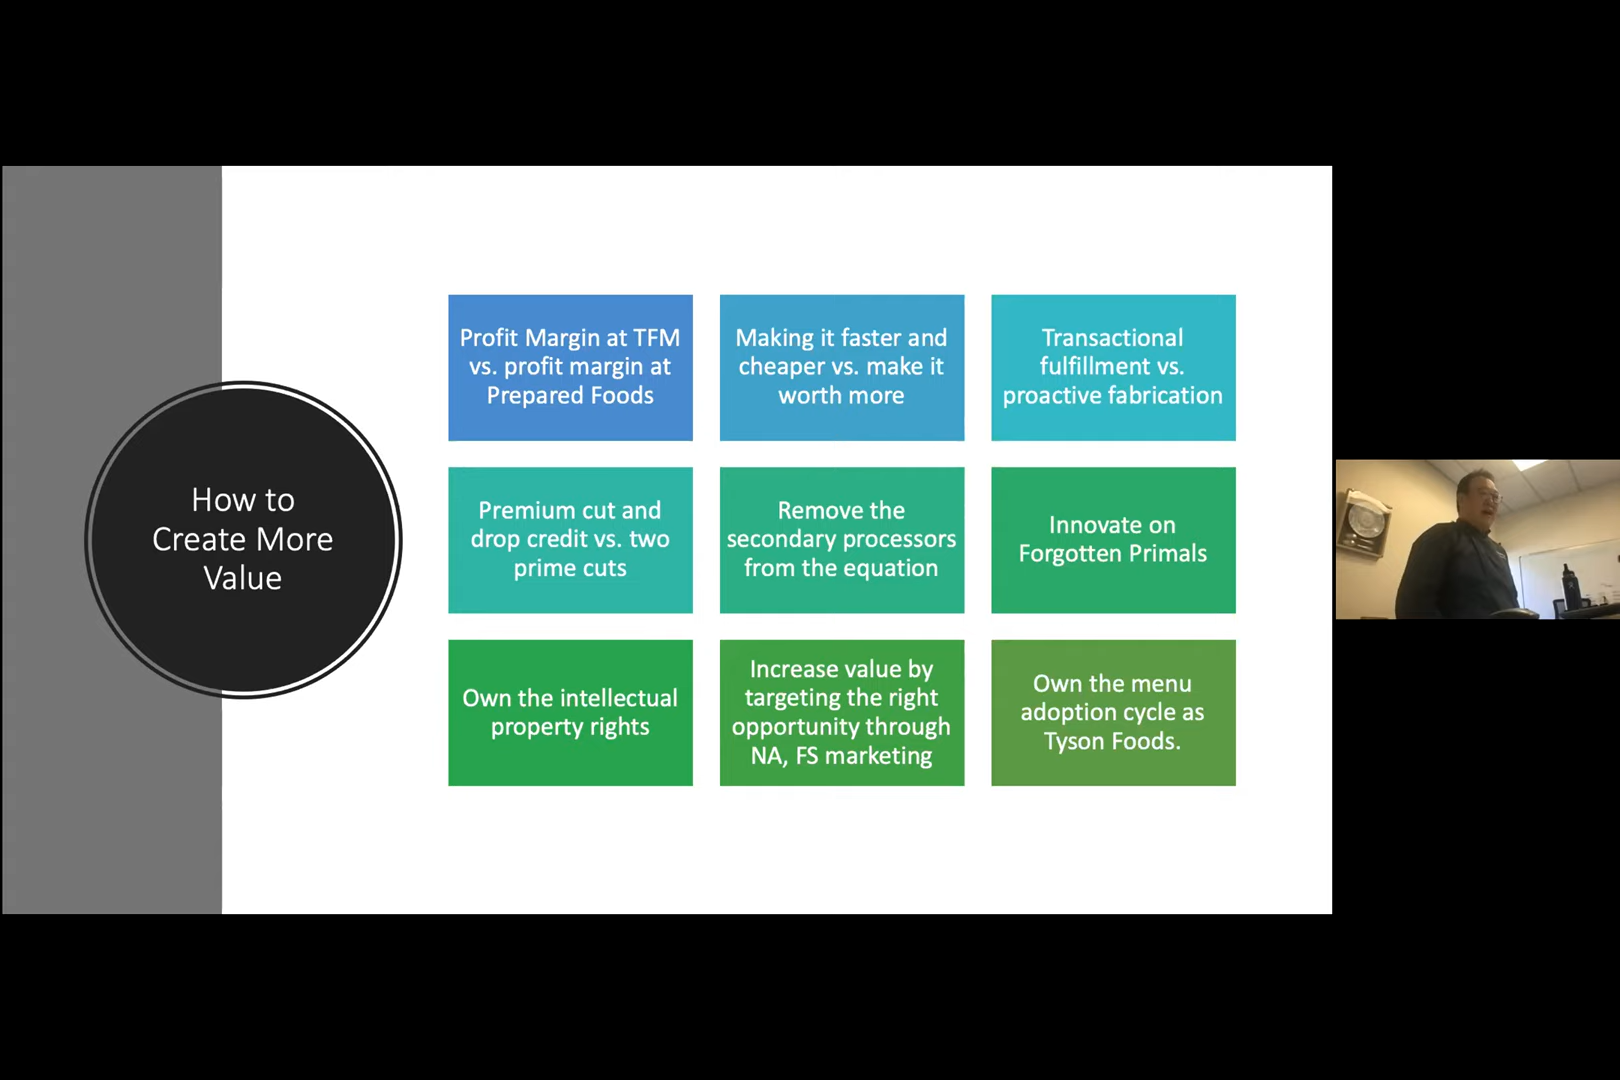 How to
Create More
Value
Profit Margin at TFM
vs. profit margin at
Prepared Foods
Making it faster and
cheaper vs. make it
worth more
Transactional
fulfillment vs.
proactive fabrication
Premium cut and
drop credit vs. two
prime cuts
Remove the
secondary processors
from the equation
Innovate on
Forgotten Primals
Own the intellectual
property rights
Increase value by
targeting the right
opportunity through
NA, FS marketing
Own the menu
adoption cycle as
Tyson Foods.